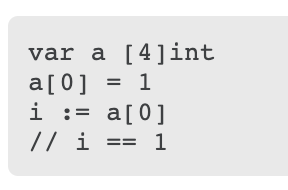 var a [4]int
a[0] = 1
i := a[0]
// i == 1